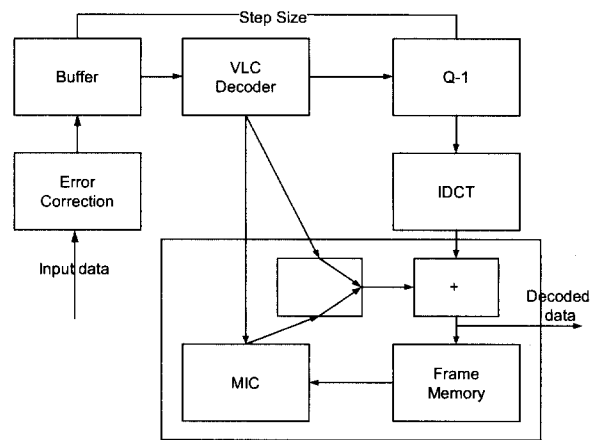 Step Size
Buffer
VLC
Decoder
Q-1
Error
Correction
IDCT
Input data
+
Decoded
data
MIC
Frame
Memory